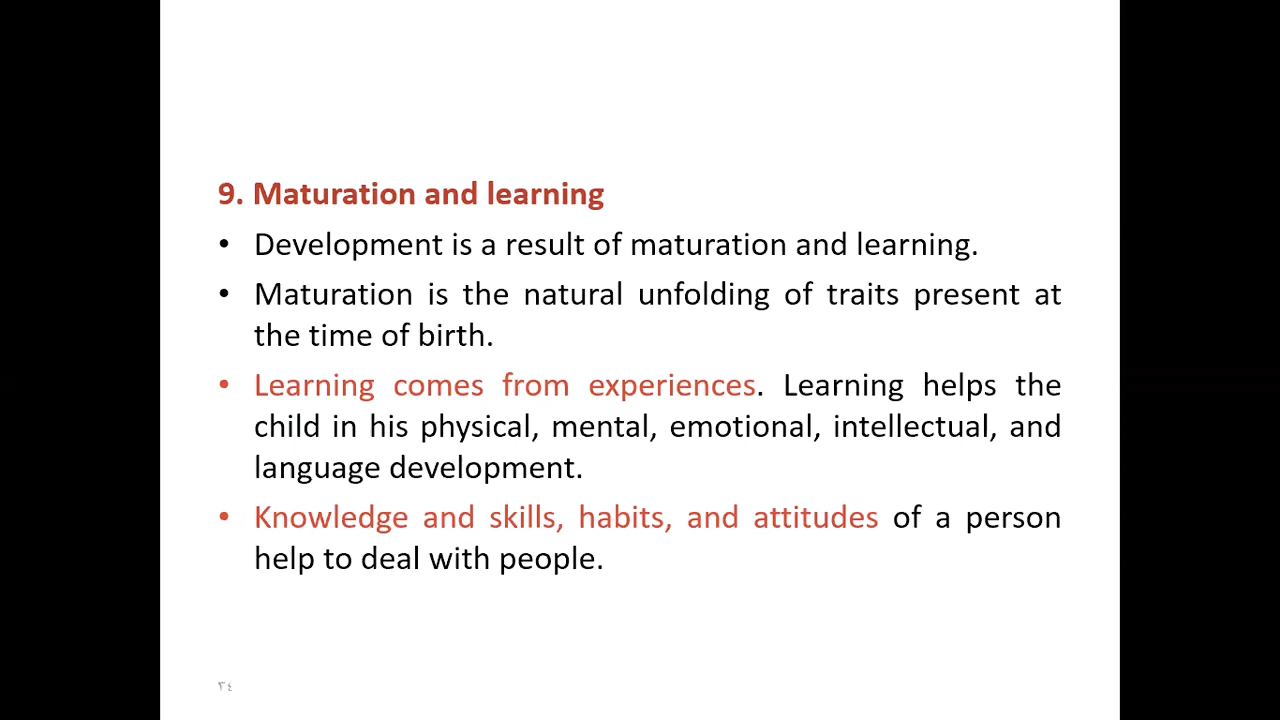 9. Maturation and learning
• Development is a result of maturation and learning.
• Maturation is the natural unfolding of traits present at
the time of birth.
• Learning comes from experiences. Learning helps the
child in his physical, mental, emotional, intellectual, and
language development.
• Knowledge and skills, habits, and attitudes of a person
help to deal with people.
٣٤